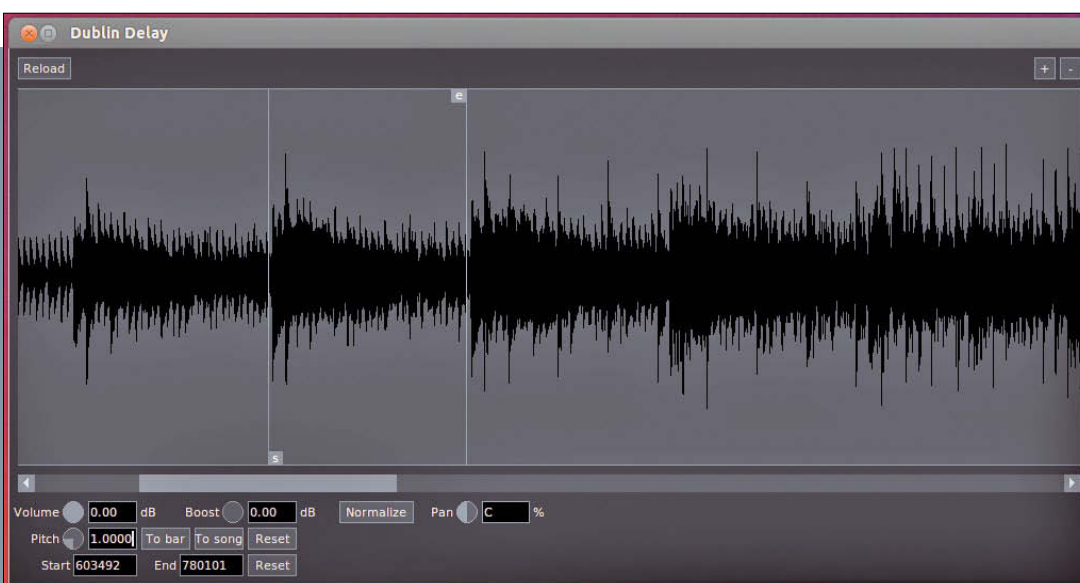 Dublin Delay
Reload + -
e
s
Volume 0.00 dB Boost 0.00 dB Normalize Pan C %
Pitch 1.0000 To bar To song Reset
Start 603492 End 780101 Reset